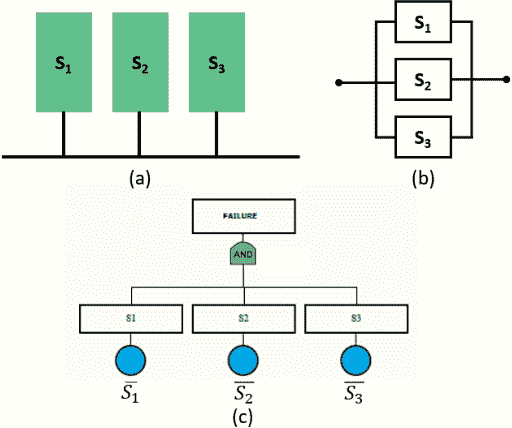 S₁ S₂ S₃
(a)
S₁
S₂
S₃
(b)
FAILURE
AND
S1 S2 S3
S̅₁ S̅₂ S̅₃
(c)